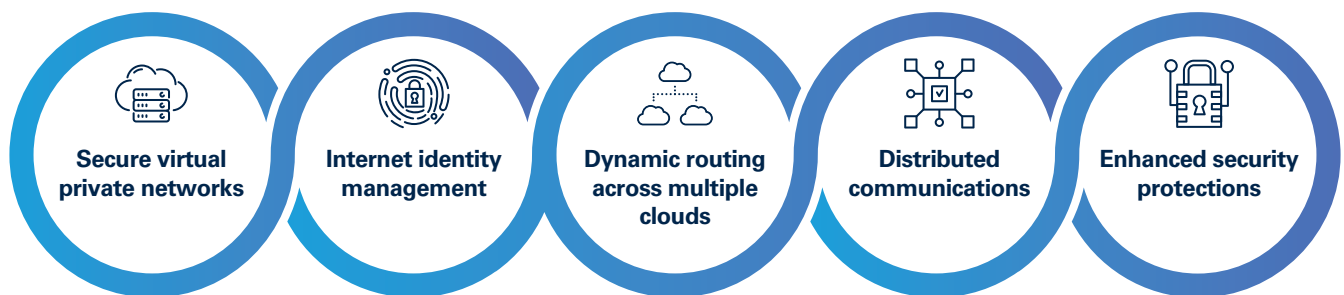 Secure virtual
private networks
Internet identity
management
Dynamic routing
across multiple
clouds
Distributed
communications
Enhanced security
protections